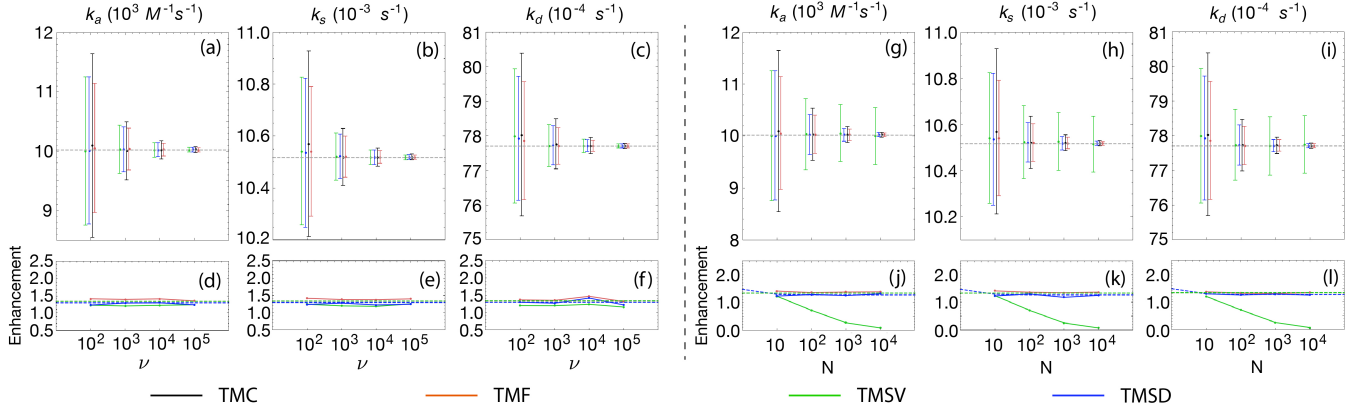 k_a (10^3 M^-1 s^-1) k_s (10^-3 s^-1) k_d (10^-4 s^-1) k_a (10^3 M^-1 s^-1) k_s (10^-3 s^-1) k_d (10^-4 s^-1)
12 (a) 11.0 (b) 81 (c) 12 (g) 11.0 (h) 81 (i)
80 11 80
11 10.8 79 11 10.8 79
10 10.6 78 10 10.6 78
77 77
9 10.4 76 9 10.4 76
10.2 75 8 10.2 75
Enhancement Enhancement
2.5 (d) 2.5 (e) 2.5 (f) 2.0 (j) 2.0 (k) 2.0 (l)
2.0 2.0 2.0
1.5 1.5 1.5 1.0 1.0 1.0
1.0 1.0 1.0
0.5 0.5 0.5 0.0 0.0 0.0
10^2 10^3 10^4 10^5 10^2 10^3 10^4 10^5 10^2 10^3 10^4 10^5 10 10^2 10^3 10^4 10 10^2 10^3 10^4 10 10^2 10^3 10^4
ν ν ν N N N
TMC TMF TMSV TMSD